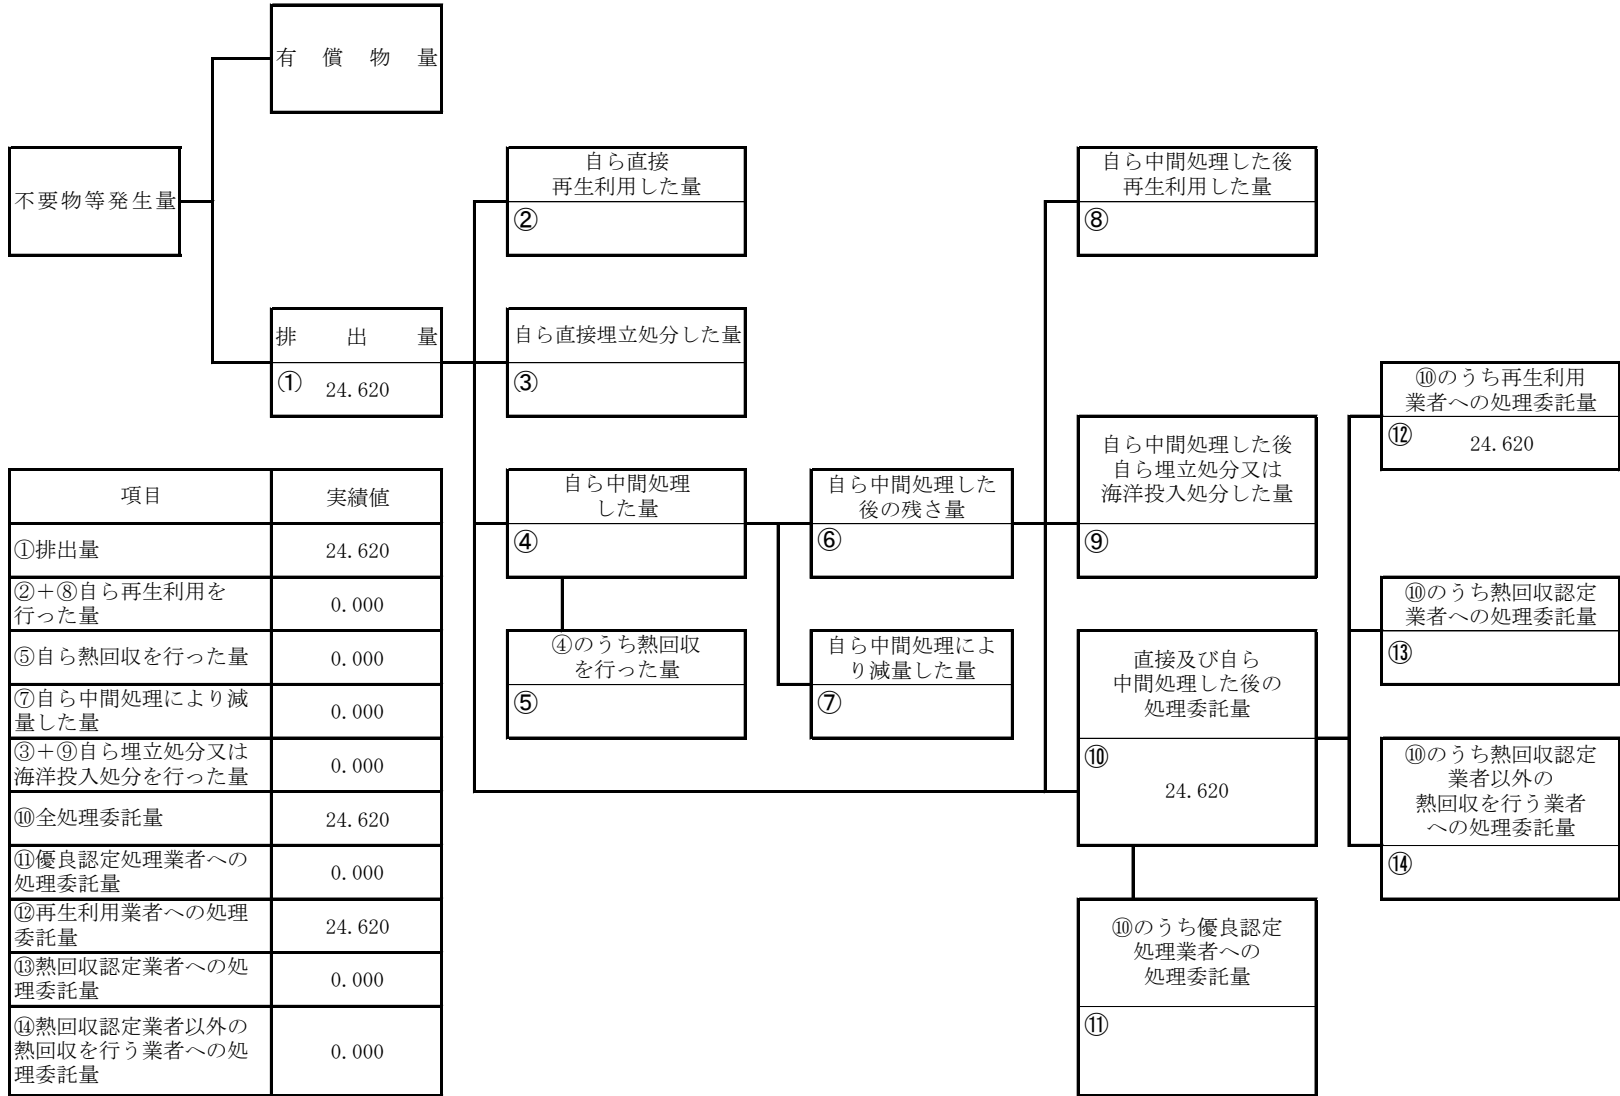 有償物量
不要物等発生量
排出量
① 24.620
自ら直接
再生利用した量
②
自ら直接埋立処分した量
③
自ら中間処理
した量
④
④のうち熱回収
を行った量
⑤
自ら中間処理した
後の残さ量
⑥
自ら中間処理によ
り減量した量
⑦
自ら中間処理した後
再生利用した量
⑧
自ら中間処理した後
自ら埋立処分又は
海洋投入処分した量
⑨
直接及び自ら
中間処理した後の
処理委託量
⑩
24.620
⑩のうち優良認定
処理業者への
処理委託量
⑪
⑩のうち再生利用
業者への処理委託量
⑫ 24.620
⑩のうち熱回収認定
業者への処理委託量
⑬
⑩のうち熱回収認定
業者以外の
熱回収を行う業者
への処理委託量
⑭
項目 実績値
①排出量 24.620
②+⑧自ら再生利用を
行った量 0.000
⑤自ら熱回収を行った量 0.000
⑦自ら中間処理により減
量した量 0.000
③+⑨自ら埋立処分又は
海洋投入処分を行った量 0.000
⑩全処理委託量 24.620
⑪優良認定処理業者への
処理委託量 0.000
⑫再生利用業者への処理
委託量 24.620
⑬熱回収認定業者への処
理委託量 0.000
⑭熱回収認定業者以外の
熱回収を行う業者への処
理委託量 0.000